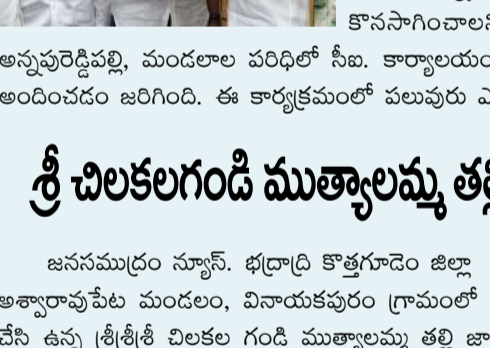 కొనసాగించాలని
అన్నపురెడ్డిపల్లి, మండలాల పరిధిలో సీఐ. కార్యాలయం
అందించడం జరిగింది. ఈ కార్యక్రమంలో పలువురు
శ్రీ చిలకలగండి ముత్యాలమ్మ తల్లి
జనసముద్రం న్యూస్. భద్రాద్రి కొత్తగూడెం జిల్లా
అశ్వారావుపేట మండలం, వినాయకపురం గ్రామంలో
చేసి ఉన్న శ్రీశ్రీశ్రీ చిలకల గండి ముత్యాలమ్మ తల్లి జా